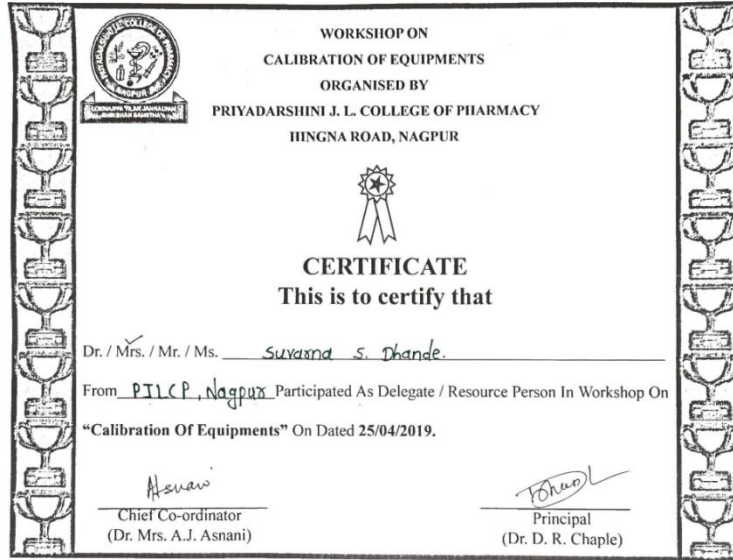 WORKSHOP ON
CALIBRATION OF EQUIPMENTS
ORGANISED BY
PRIYADARSHINI J. L. COLLEGE OF PHARMACY
HINGNA ROAD, NAGPUR
CERTIFICATE
This is to certify that
Dr. / Mrs. / Mr. / Ms. Suvarna S. Dhande.
From PJLCP, Nagpur Participated As Delegate / Resource Person In Workshop On
“Calibration Of Equipments” On Dated 25/04/2019.
Chief Co-ordinator
(Dr. Mrs. A.J. Asnani)
Principal
(Dr. D. R. Chaple)